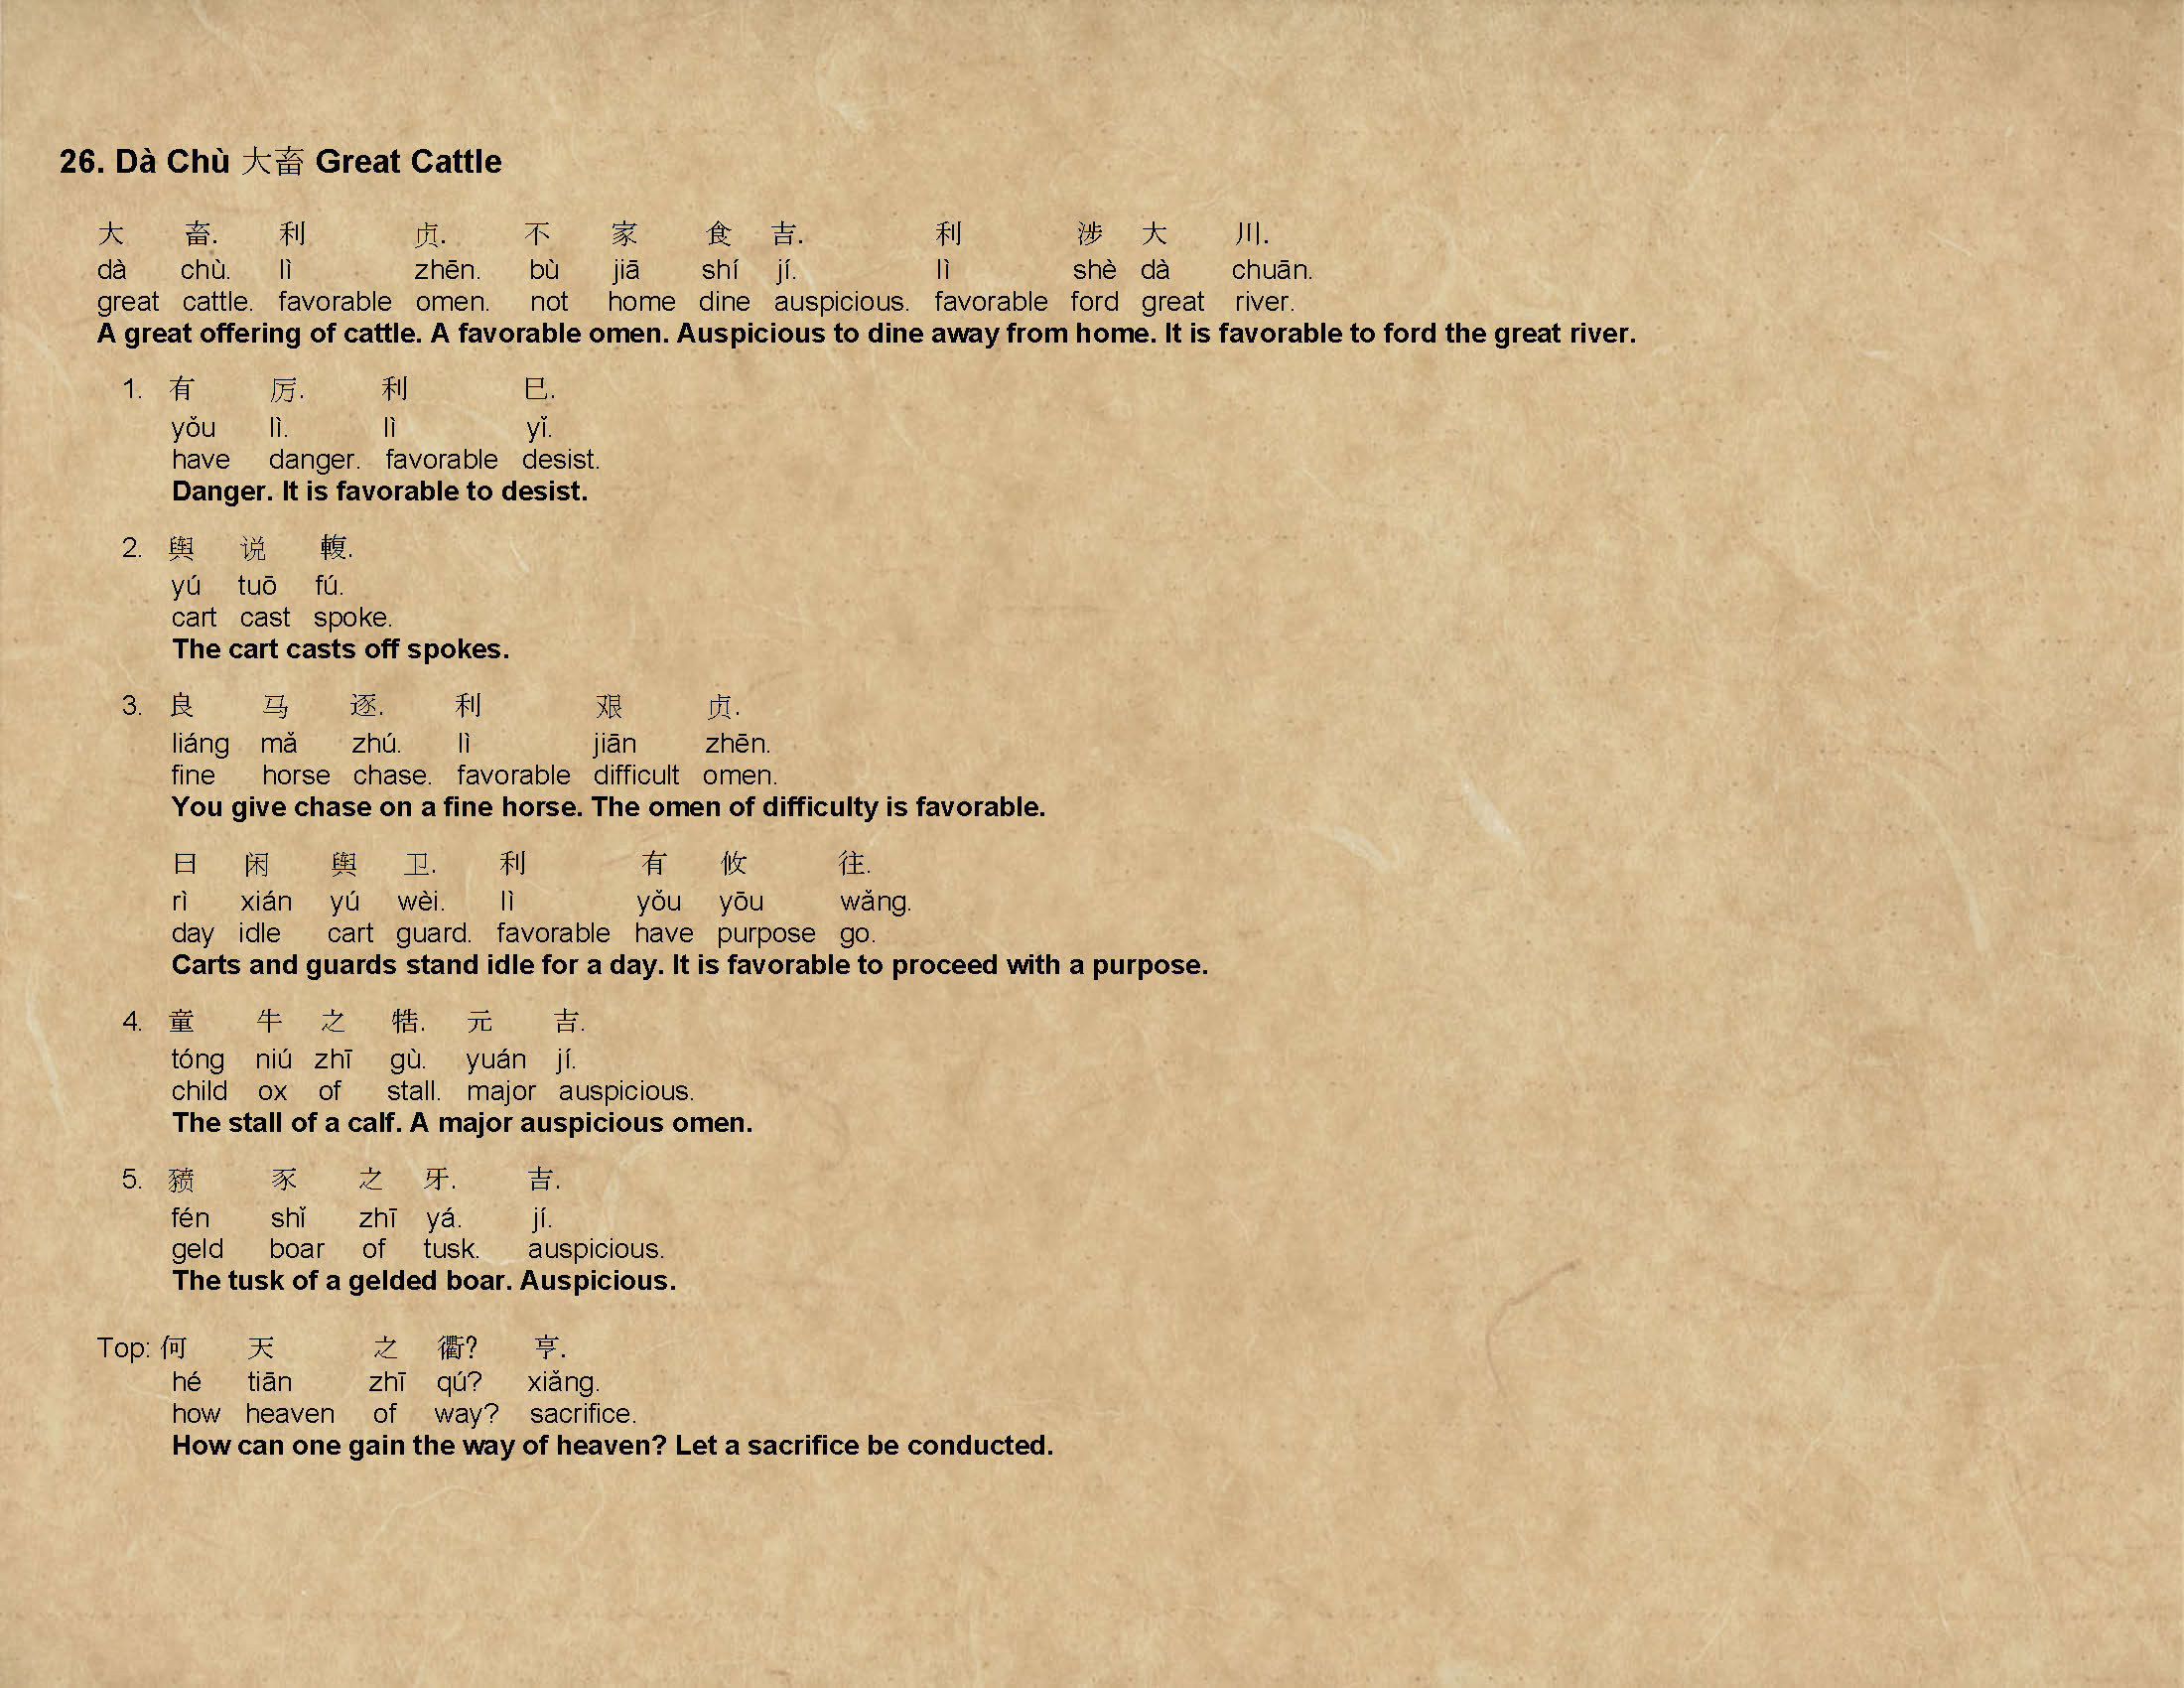 26. Dà Chù 大畜 Great Cattle
大 畜. 利 贞. 不 家 食 吉. 利 涉 大 川.
dà chù. lì zhēn. bù jiā shí jí. lì shè dà chuān.
great cattle. favorable omen. not home dine auspicious. favorable ford great river.
A great offering of cattle. A favorable omen. Auspicious to dine away from home. It is favorable to ford the great river.
1. 有 厉. 利 巳.
yǒu lì. lì yǐ.
have danger. favorable desist.
Danger. It is favorable to desist.
2. 輿 说 輹.
yú tuō fú.
cart cast spoke.
The cart casts off spokes.
3. 良 马 逐. 利 艰 贞.
liáng mǎ zhú. lì jiān zhēn.
fine horse chase. favorable difficult omen.
You give chase on a fine horse. The omen of difficulty is favorable.
日 闲 輿 卫. 利 有 攸 往.
rì xián yú wèi. lì yǒu yōu wǎng.
day idle cart guard. favorable have purpose go.
Carts and guards stand idle for a day. It is favorable to proceed with a purpose.
4. 童 牛 之 牿. 元 吉.
tóng niú zhī gù. yuán jí.
child ox of stall. major auspicious.
The stall of a calf. A major auspicious omen.
5. 豮 豕 之 牙. 吉.
fén shǐ zhī yá. jí.
geld boar of tusk. auspicious.
The tusk of a gelded boar. Auspicious.
Top: 何 天 之 衢? 亨.
hé tiān zhī qú? xiǎng.
how heaven of way? sacrifice.
How can one gain the way of heaven? Let a sacrifice be conducted.